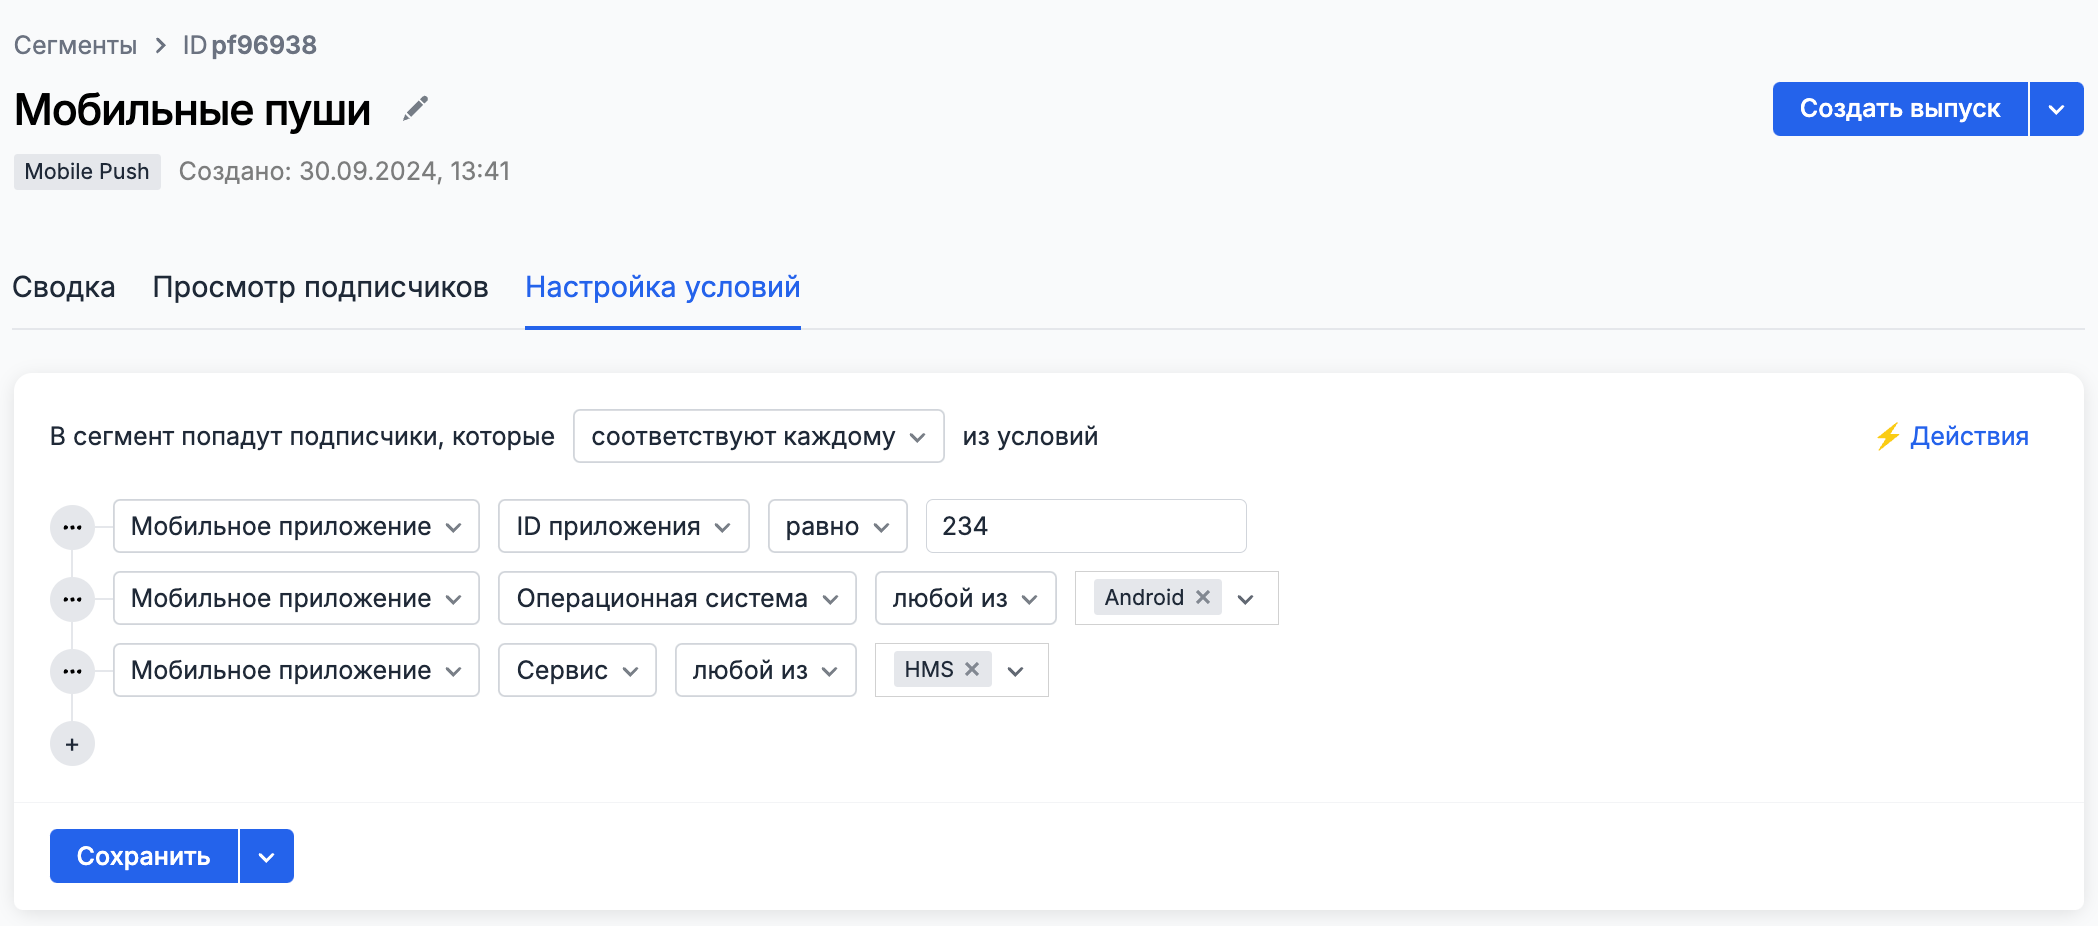 Сегменты > ID pf96938
Мобильные пуши
Создать выпуск
Mobile Push Создано: 30.09.2024, 13:41
Сводка Просмотр подписчиков Настройка условий
В сегмент попадут подписчики, которые соответствуют каждому из условий
⚡ Действия
Мобильное приложение ID приложения равно 234
Мобильное приложение Операционная система любой из Android ×
Мобильное приложение Сервис любой из HMS ×
+
Сохранить